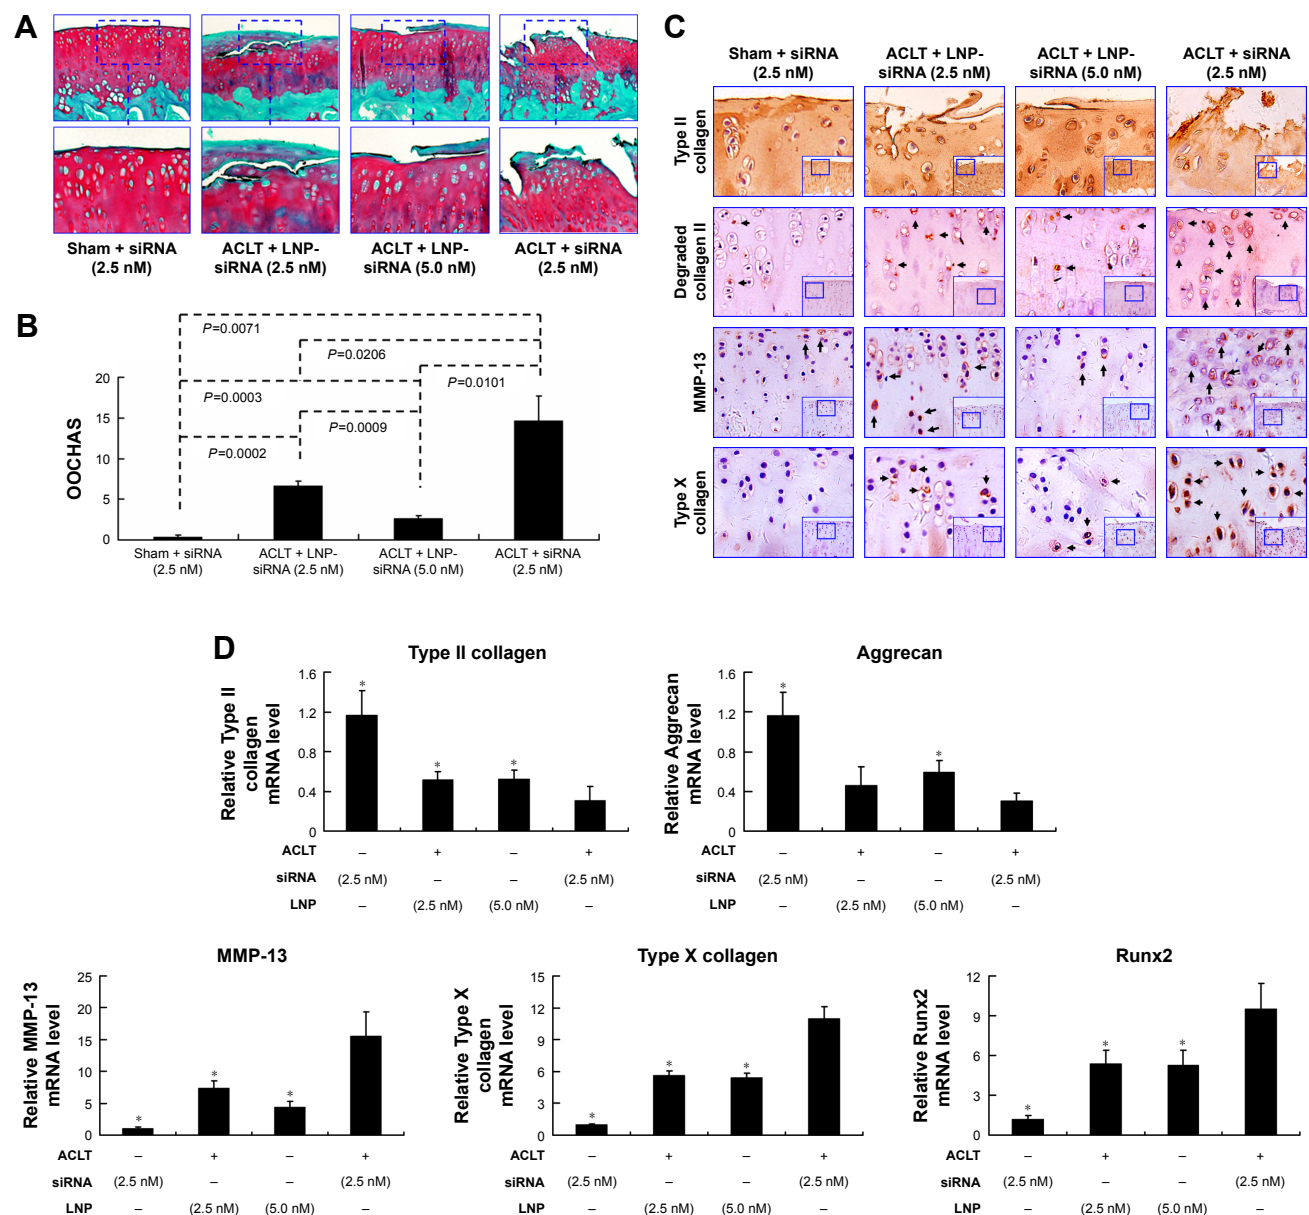 A
Sham + siRNA
(2.5 nM)
ACLT + LNP-
siRNA (2.5 nM)
ACLT + LNP-
siRNA (5.0 nM)
ACLT + siRNA
(2.5 nM)
B
P=0.0071
P=0.0206
P=0.0101
P=0.0003
P=0.0009
P=0.0002
OOCHAS
20
15
10
5
0
Sham + siRNA
(2.5 nM)
ACLT + LNP-
siRNA (2.5 nM)
ACLT + LNP-
siRNA (5.0 nM)
ACLT + siRNA
(2.5 nM)
C
Sham + siRNA
(2.5 nM)
ACLT + LNP-
siRNA (2.5 nM)
ACLT + LNP-
siRNA (5.0 nM)
ACLT + siRNA
(2.5 nM)
Type II
collagen
Degraded
collagen II
MMP-13
Type X
collagen
D
Type II collagen
Relative Type II
collagen
mRNA level
1.6
1.2
0.8
0.4
0
* * *
ACLT – + – +
siRNA (2.5 nM) – – (2.5 nM)
LNP – (2.5 nM) (5.0 nM) –
Aggrecan
Relative Aggrecan
mRNA level
1.6
1.2
0.8
0.4
0
* *
ACLT – + – +
siRNA (2.5 nM) – – (2.5 nM)
LNP – (2.5 nM) (5.0 nM) –
MMP-13
Relative MMP-13
mRNA level
25
20
15
10
5
0
* * *
ACLT – + – +
siRNA (2.5 nM) – – (2.5 nM)
LNP – (2.5 nM) (5.0 nM) –
Type X collagen
Relative Type X
collagen
mRNA level
15
12
9
6
3
0
* * *
ACLT – + – +
siRNA (2.5 nM) – – (2.5 nM)
LNP – (2.5 nM) (5.0 nM) –
Runx2
Relative Runx2
mRNA level
12
9
6
3
0
* * *
ACLT – + – +
siRNA (2.5 nM) – – (2.5 nM)
LNP – (2.5 nM) (5.0 nM) –